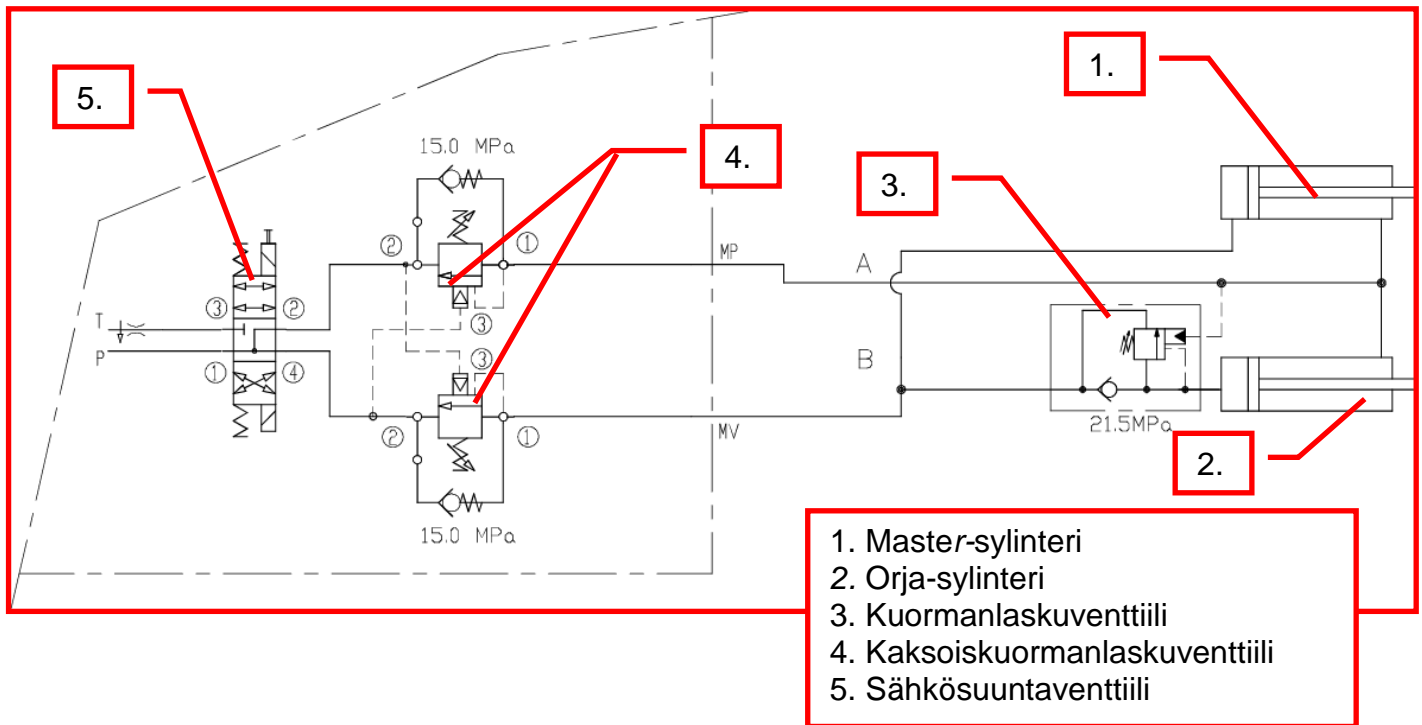 1.
5.
15.0 MPa
4.
3.
②
①
MP
A
③
②
T
③
P
③
①
④
B
②
①
MV
21.5MPa
2.
15.0 MPa
1. Master-sylinteri
2. Orja-sylinteri
3. Kuormanlaskuventtiili
4. Kaksoiskuormanlaskuventtiili
5. Sähkösuuntaventtiili